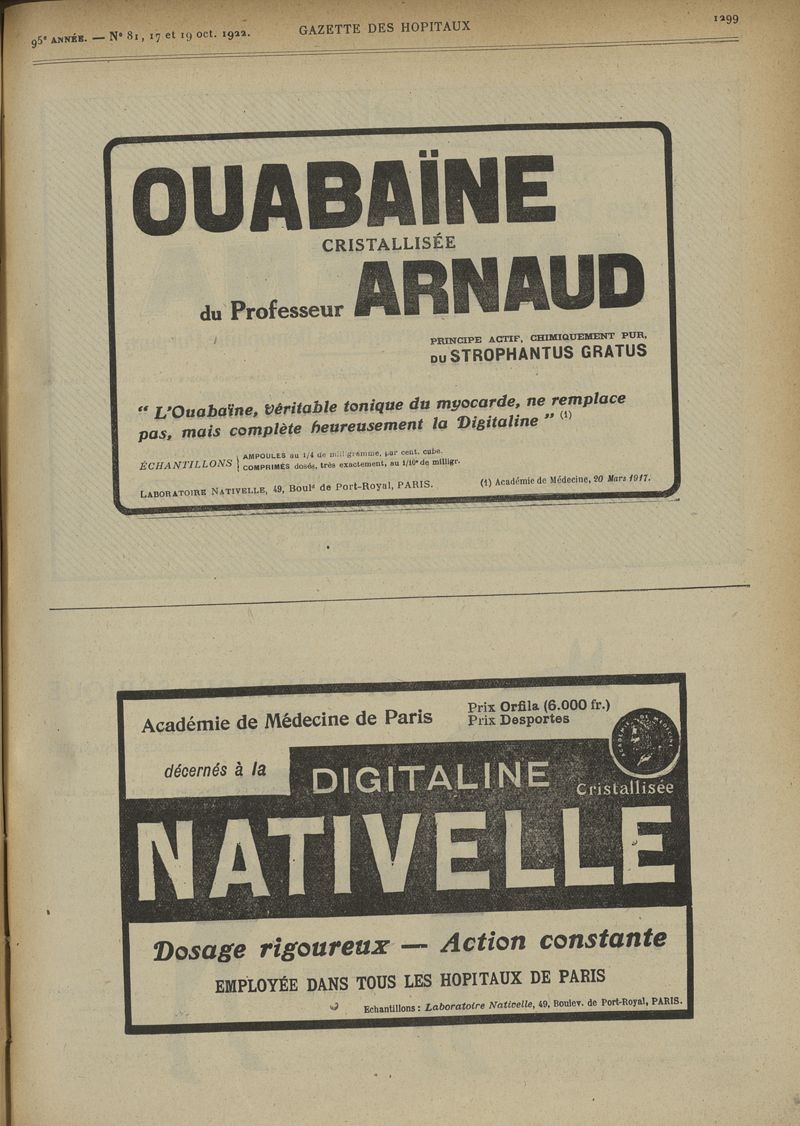 95e ANNÉE. — N° 81, 17 et 19 oct. 1922.
GAZETTE DES HOPITAUX
1299
OUABAÏNE
CRISTALLISÉE
du Professeur ARNAUD
PRINCIPE ACTIF, CHIMIQUEMENT PUR,
DU STROPHANTUS GRATUS
“ L'Ouabaïne, véritable tonique du myocarde, ne remplace
pas, mais complète heureusement la Digitaline ” (1)
ÉCHANTILLONS { AMPOULES au 1/4 de milligramme, par cent. cube.
COMPRIMÉS dosés, très exactement, au 1/10e de milligr.
LABORATOIRE NATIVELLE, 49, Bould de Port-Royal, PARIS.
(1) Académie de Médecine, 20 Mars 1917.
Académie de Médecine de Paris
Prix Orfila (6.000 fr.)
Prix Desportes
décernés à la
DIGITALINE
Cristallisée
NATIVELLE
Dosage rigoureux — Action constante
EMPLOYÉE DANS TOUS LES HOPITAUX DE PARIS
Echantillons : Laboratoire Nativelle, 49, Boulev. de Port-Royal, PARIS.